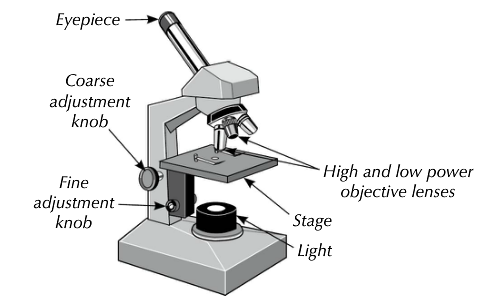 Eyepiece
Coarse
adjustment
knob
Fine
adjustment
knob
High and low power
objective lenses
Stage
Light